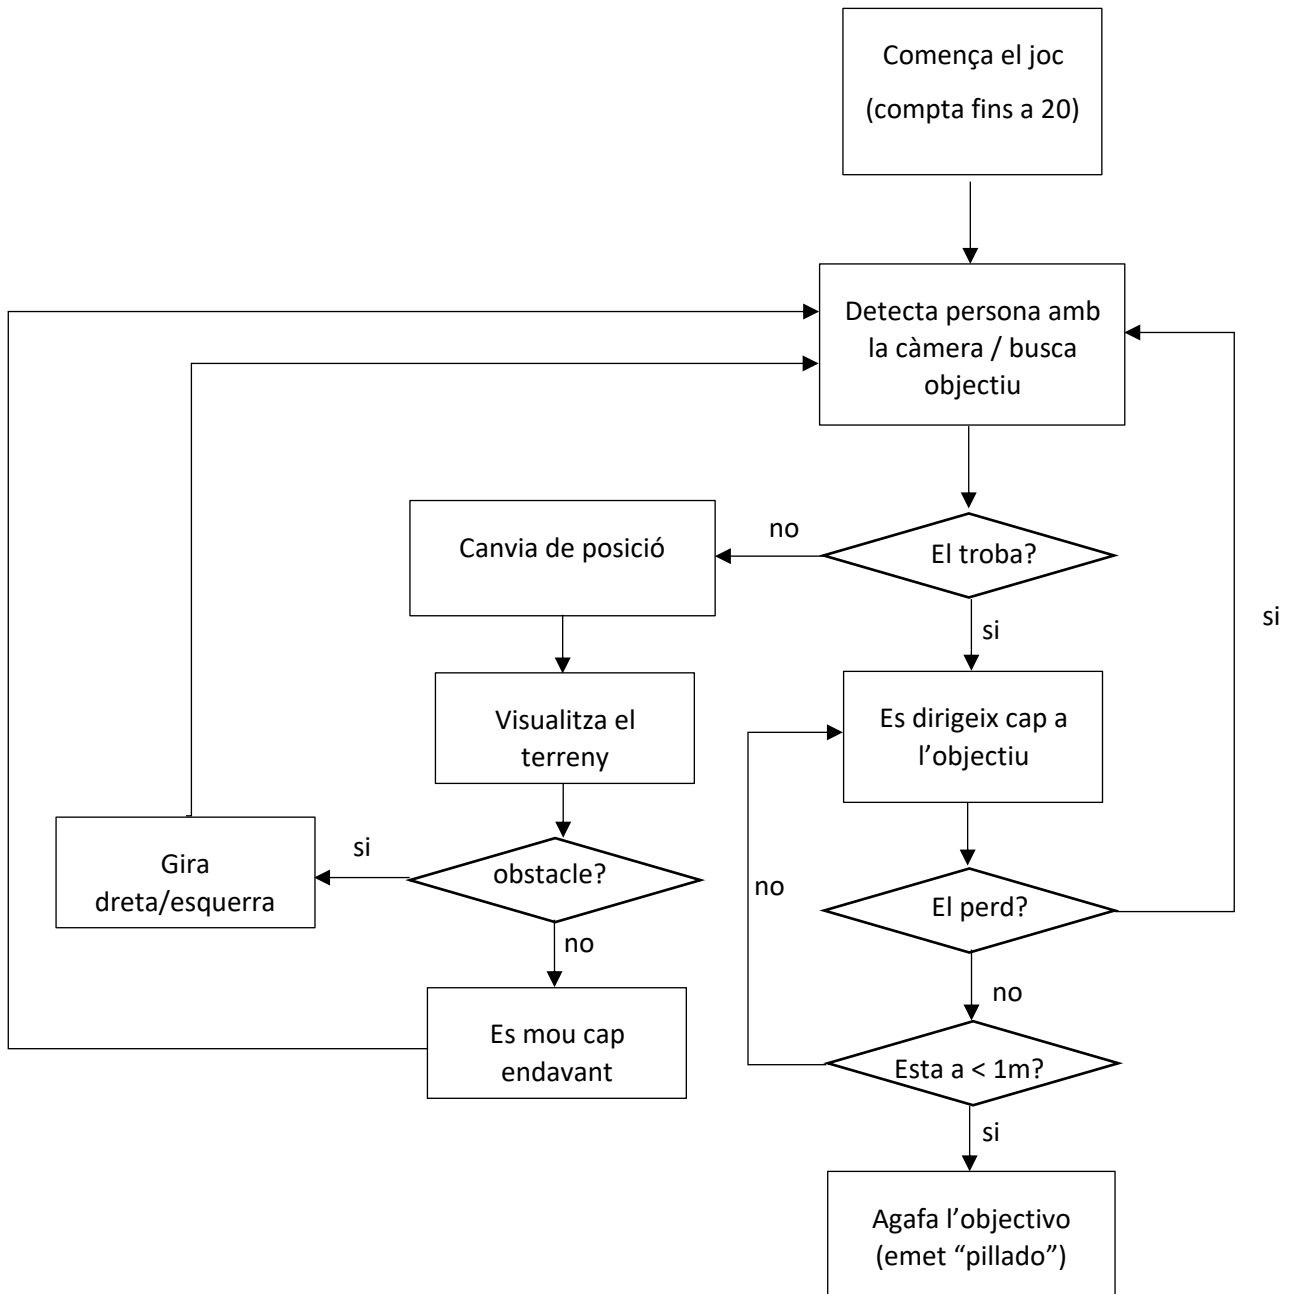 Comença el joc
(compta fins a 20)
Detecta persona amb
la càmera / busca
objectiu
no
El troba?
Canvia de posició
si
si
Visualitza el
terreny
Es dirigeix cap a
l’objectiu
Gira
dreta/esquerra
si
obstacle?
no
El perd?
no
no
Es mou cap
endavant
Esta a < 1m?
si
Agafa l’objectivo
(emet “pillado”)